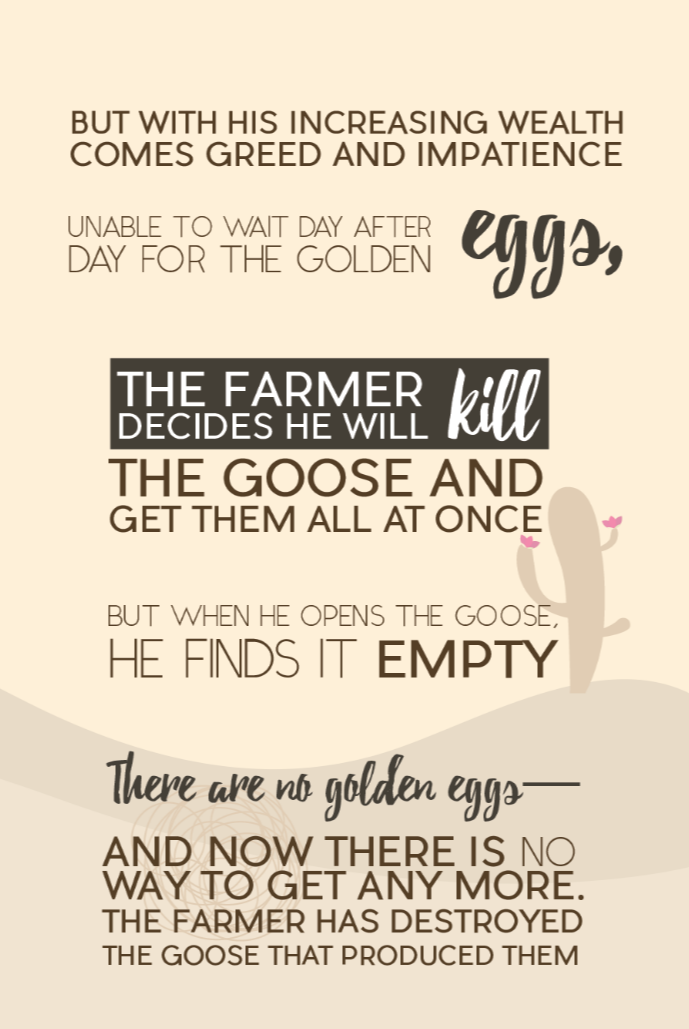 BUT WITH HIS INCREASING WEALTH
COMES GREED AND IMPATIENCE
UNABLE TO WAIT DAY AFTER
DAY FOR THE GOLDEN eggs,
THE FARMER
DECIDES HE WILL kill
THE GOOSE AND
GET THEM ALL AT ONCE
BUT WHEN HE OPENS THE GOOSE,
HE FINDS IT EMPTY
There are no golden eggs—
AND NOW THERE IS NO
WAY TO GET ANY MORE.
THE FARMER HAS DESTROYED
THE GOOSE THAT PRODUCED THEM